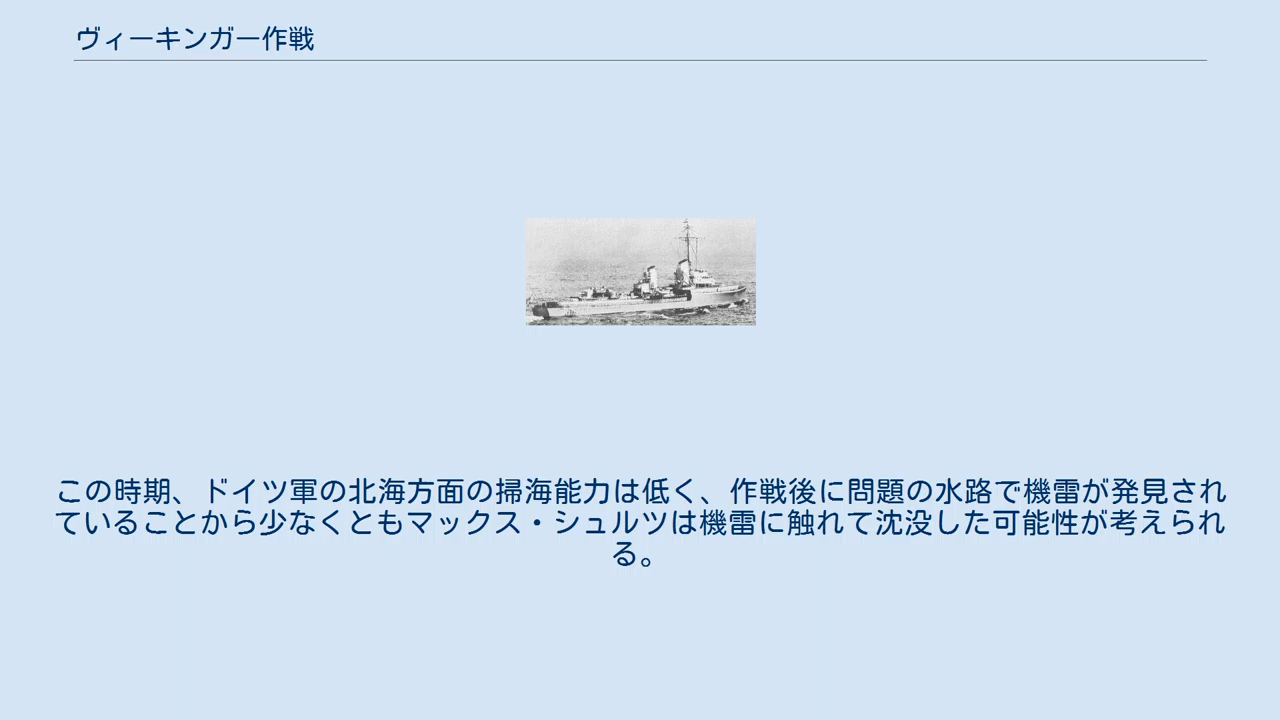 ヴィーキンガー作戦
この時期、ドイツ軍の北海方面の掃海能力は低く、作戦後に問題の水路で機雷が発見され
ていることから少なくともマックス・シュルツは機雷に触れて沈没した可能性が考えられ
る。